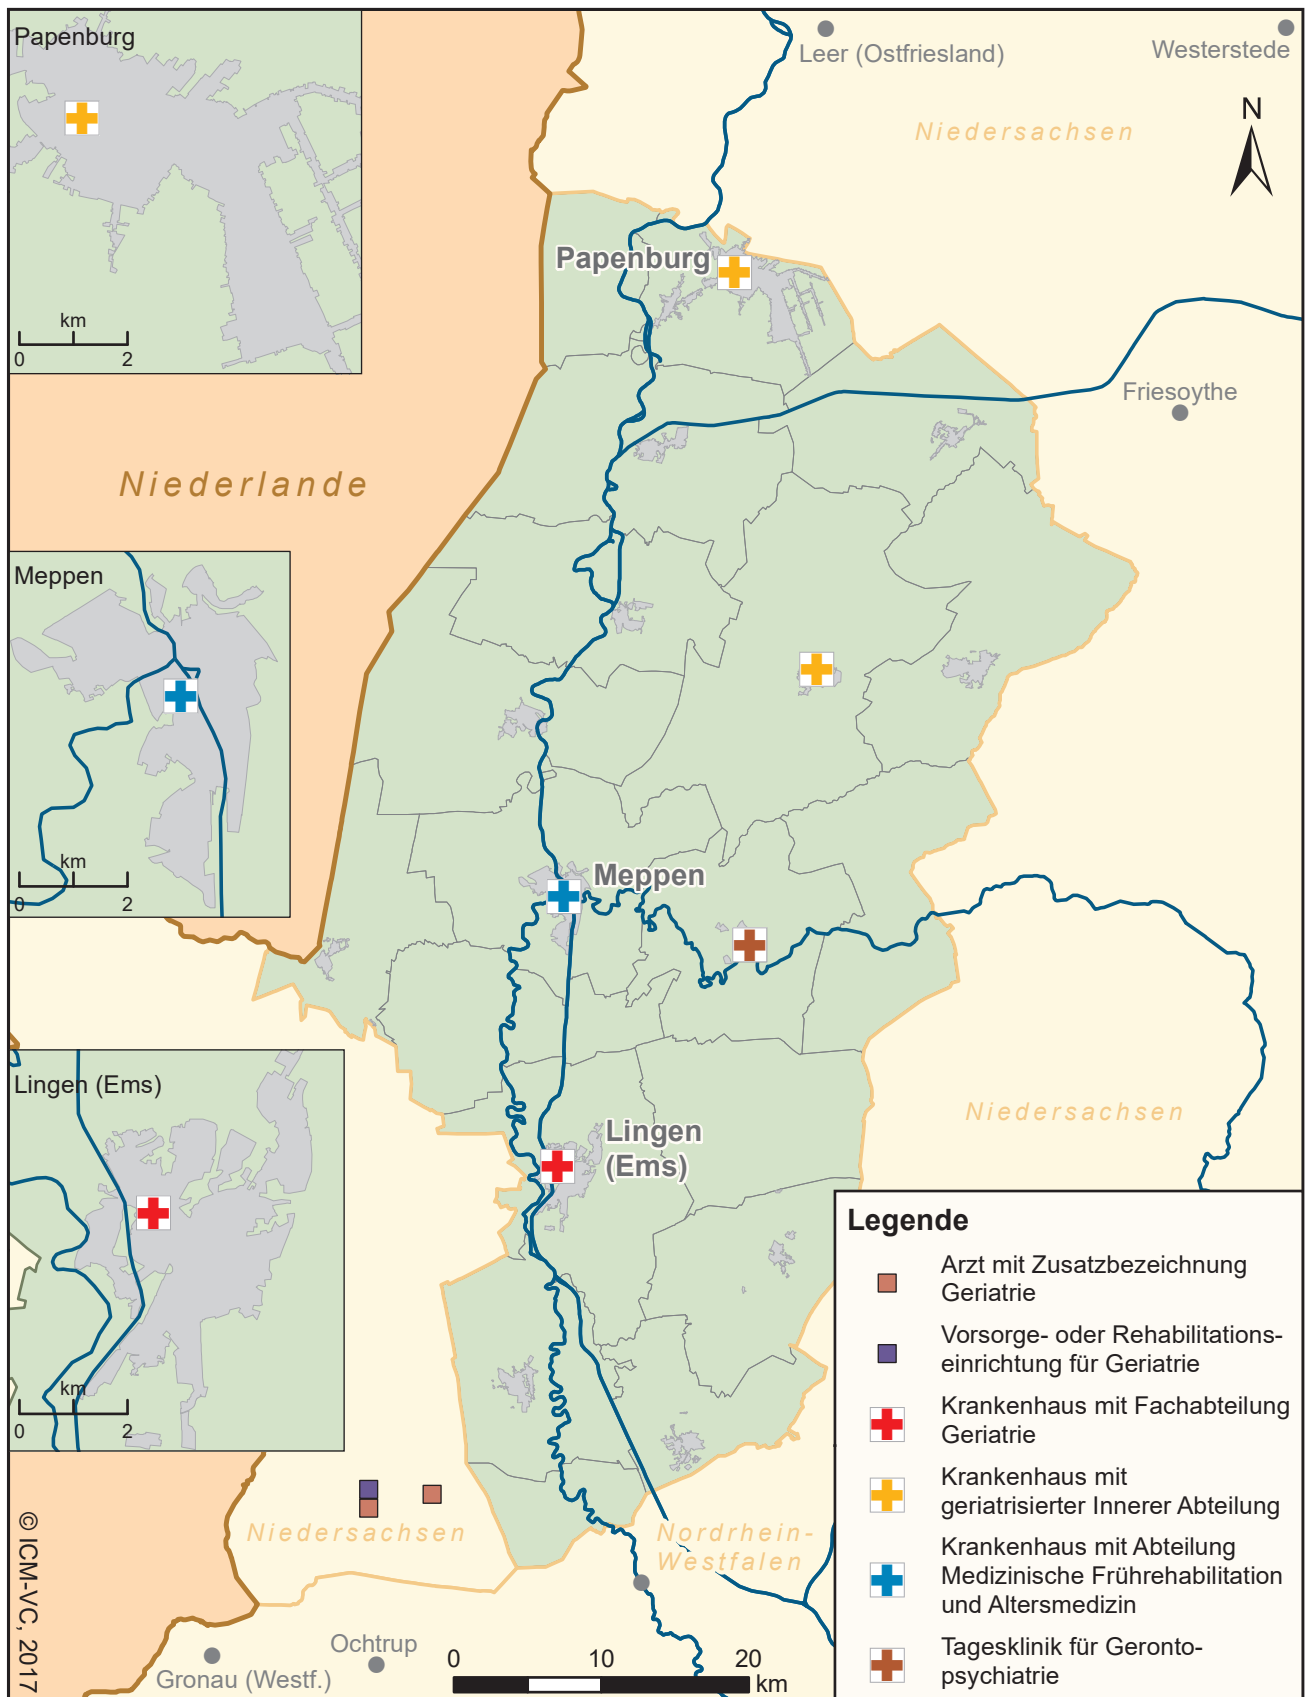 Papenburg
km
0 2
Leer (Ostfriesland)
Westerstede
Niedersachsen
N
Papenburg
Friesoythe
Niederlande
Meppen
km
0 2
Meppen
Lingen (Ems)
km
0 2
Lingen
(Ems)
Niedersachsen
Niedersachsen
Nordrhein-
Westfalen
Ochtrup
Gronau (Westf.)
0 10 20
km
© ICM-VC, 2017
Legende
Arzt mit Zusatzbezeichnung
Geriatrie
Vorsorge- oder Rehabilitations-
einrichtung für Geriatrie
Krankenhaus mit Fachabteilung
Geriatrie
Krankenhaus mit
geriatrisierter Innerer Abteilung
Krankenhaus mit Abteilung
Medizinische Frührehabilitation
und Altersmedizin
Tagesklinik für Geronto-
psychiatrie